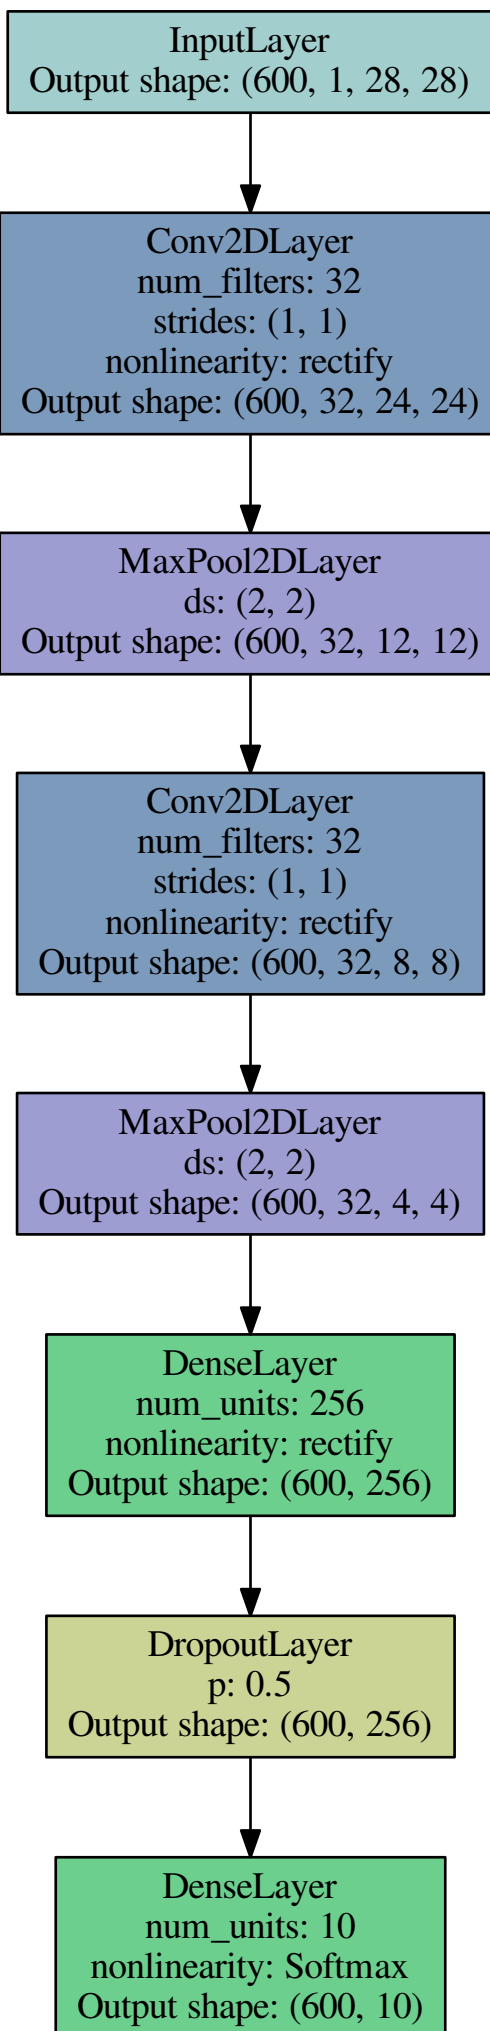 InputLayer
Output shape: (600, 1, 28, 28)
Conv2DLayer
num_filters: 32
strides: (1, 1)
nonlinearity: rectify
Output shape: (600, 32, 24, 24)
MaxPool2DLayer
ds: (2, 2)
Output shape: (600, 32, 12, 12)
Conv2DLayer
num_filters: 32
strides: (1, 1)
nonlinearity: rectify
Output shape: (600, 32, 8, 8)
MaxPool2DLayer
ds: (2, 2)
Output shape: (600, 32, 4, 4)
DenseLayer
num_units: 256
nonlinearity: rectify
Output shape: (600, 256)
DropoutLayer
p: 0.5
Output shape: (600, 256)
DenseLayer
num_units: 10
nonlinearity: Softmax
Output shape: (600, 10)